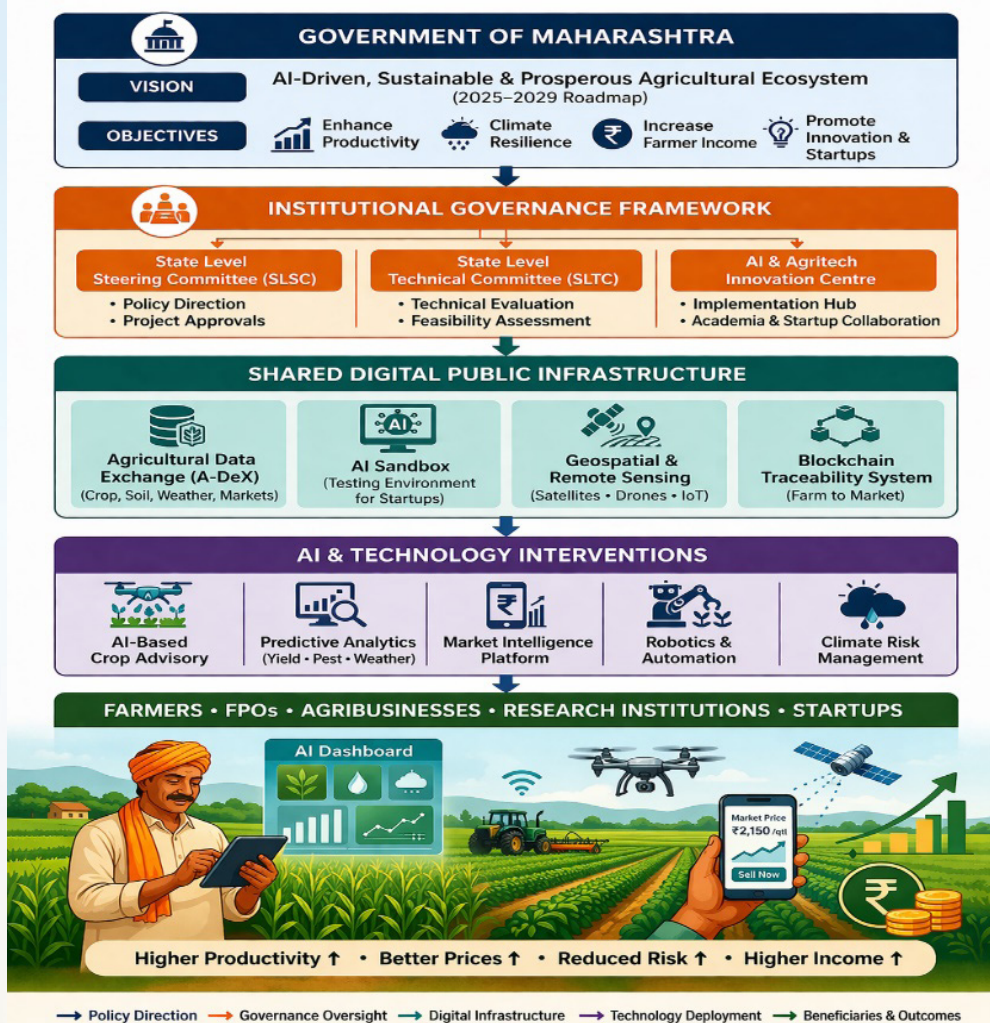 GOVERNMENT OF MAHARASHTRA
VISION
AI-Driven, Sustainable & Prosperous Agricultural Ecosystem
(2025–2029 Roadmap)
OBJECTIVES
Enhance
Productivity
Climate
Resilience
Increase
Farmer Income
Promote
Innovation &
Startups
INSTITUTIONAL GOVERNANCE FRAMEWORK
State Level
Steering Committee (SLSC)
• Policy Direction
• Project Approvals
State Level
Technical Committee (SLTC)
• Technical Evaluation
• Feasibility Assessment
AI & Agritech
Innovation Centre
• Implementation Hub
• Academia & Startup Collaboration
SHARED DIGITAL PUBLIC INFRASTRUCTURE
Agricultural Data
Exchange (A-DeX)
(Crop, Soil, Weather, Markets)
AI
AI Sandbox
(Testing Environment
for Startups)
Geospatial &
Remote Sensing
(Satellites • Drones • IoT)
Blockchain
Traceability System
(Farm to Market)
AI & TECHNOLOGY INTERVENTIONS
AI-Based
Crop Advisory
Predictive Analytics
(Yield • Pest • Weather)
₹
Market Intelligence
Platform
Robotics &
Automation
Climate Risk
Management
FARMERS • FPOs • AGRIBUSINESSES • RESEARCH INSTITUTIONS • STARTUPS
AI Dashboard
Market Price
₹2,150 /qtl
Sell Now
₹
Higher Productivity ↑ • Better Prices ↑ • Reduced Risk ↑ • Higher Income ↑
→ Policy Direction → Governance Oversight → Digital Infrastructure → Technology Deployment → Beneficiaries & Outcomes